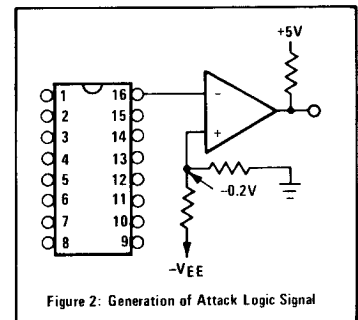 +5V
1 16
2 15
3 14
4 13
5 12
6 11
7 10
8 9
-
+
-0.2V
-VEE
Figure 2: Generation of Attack Logic Signal